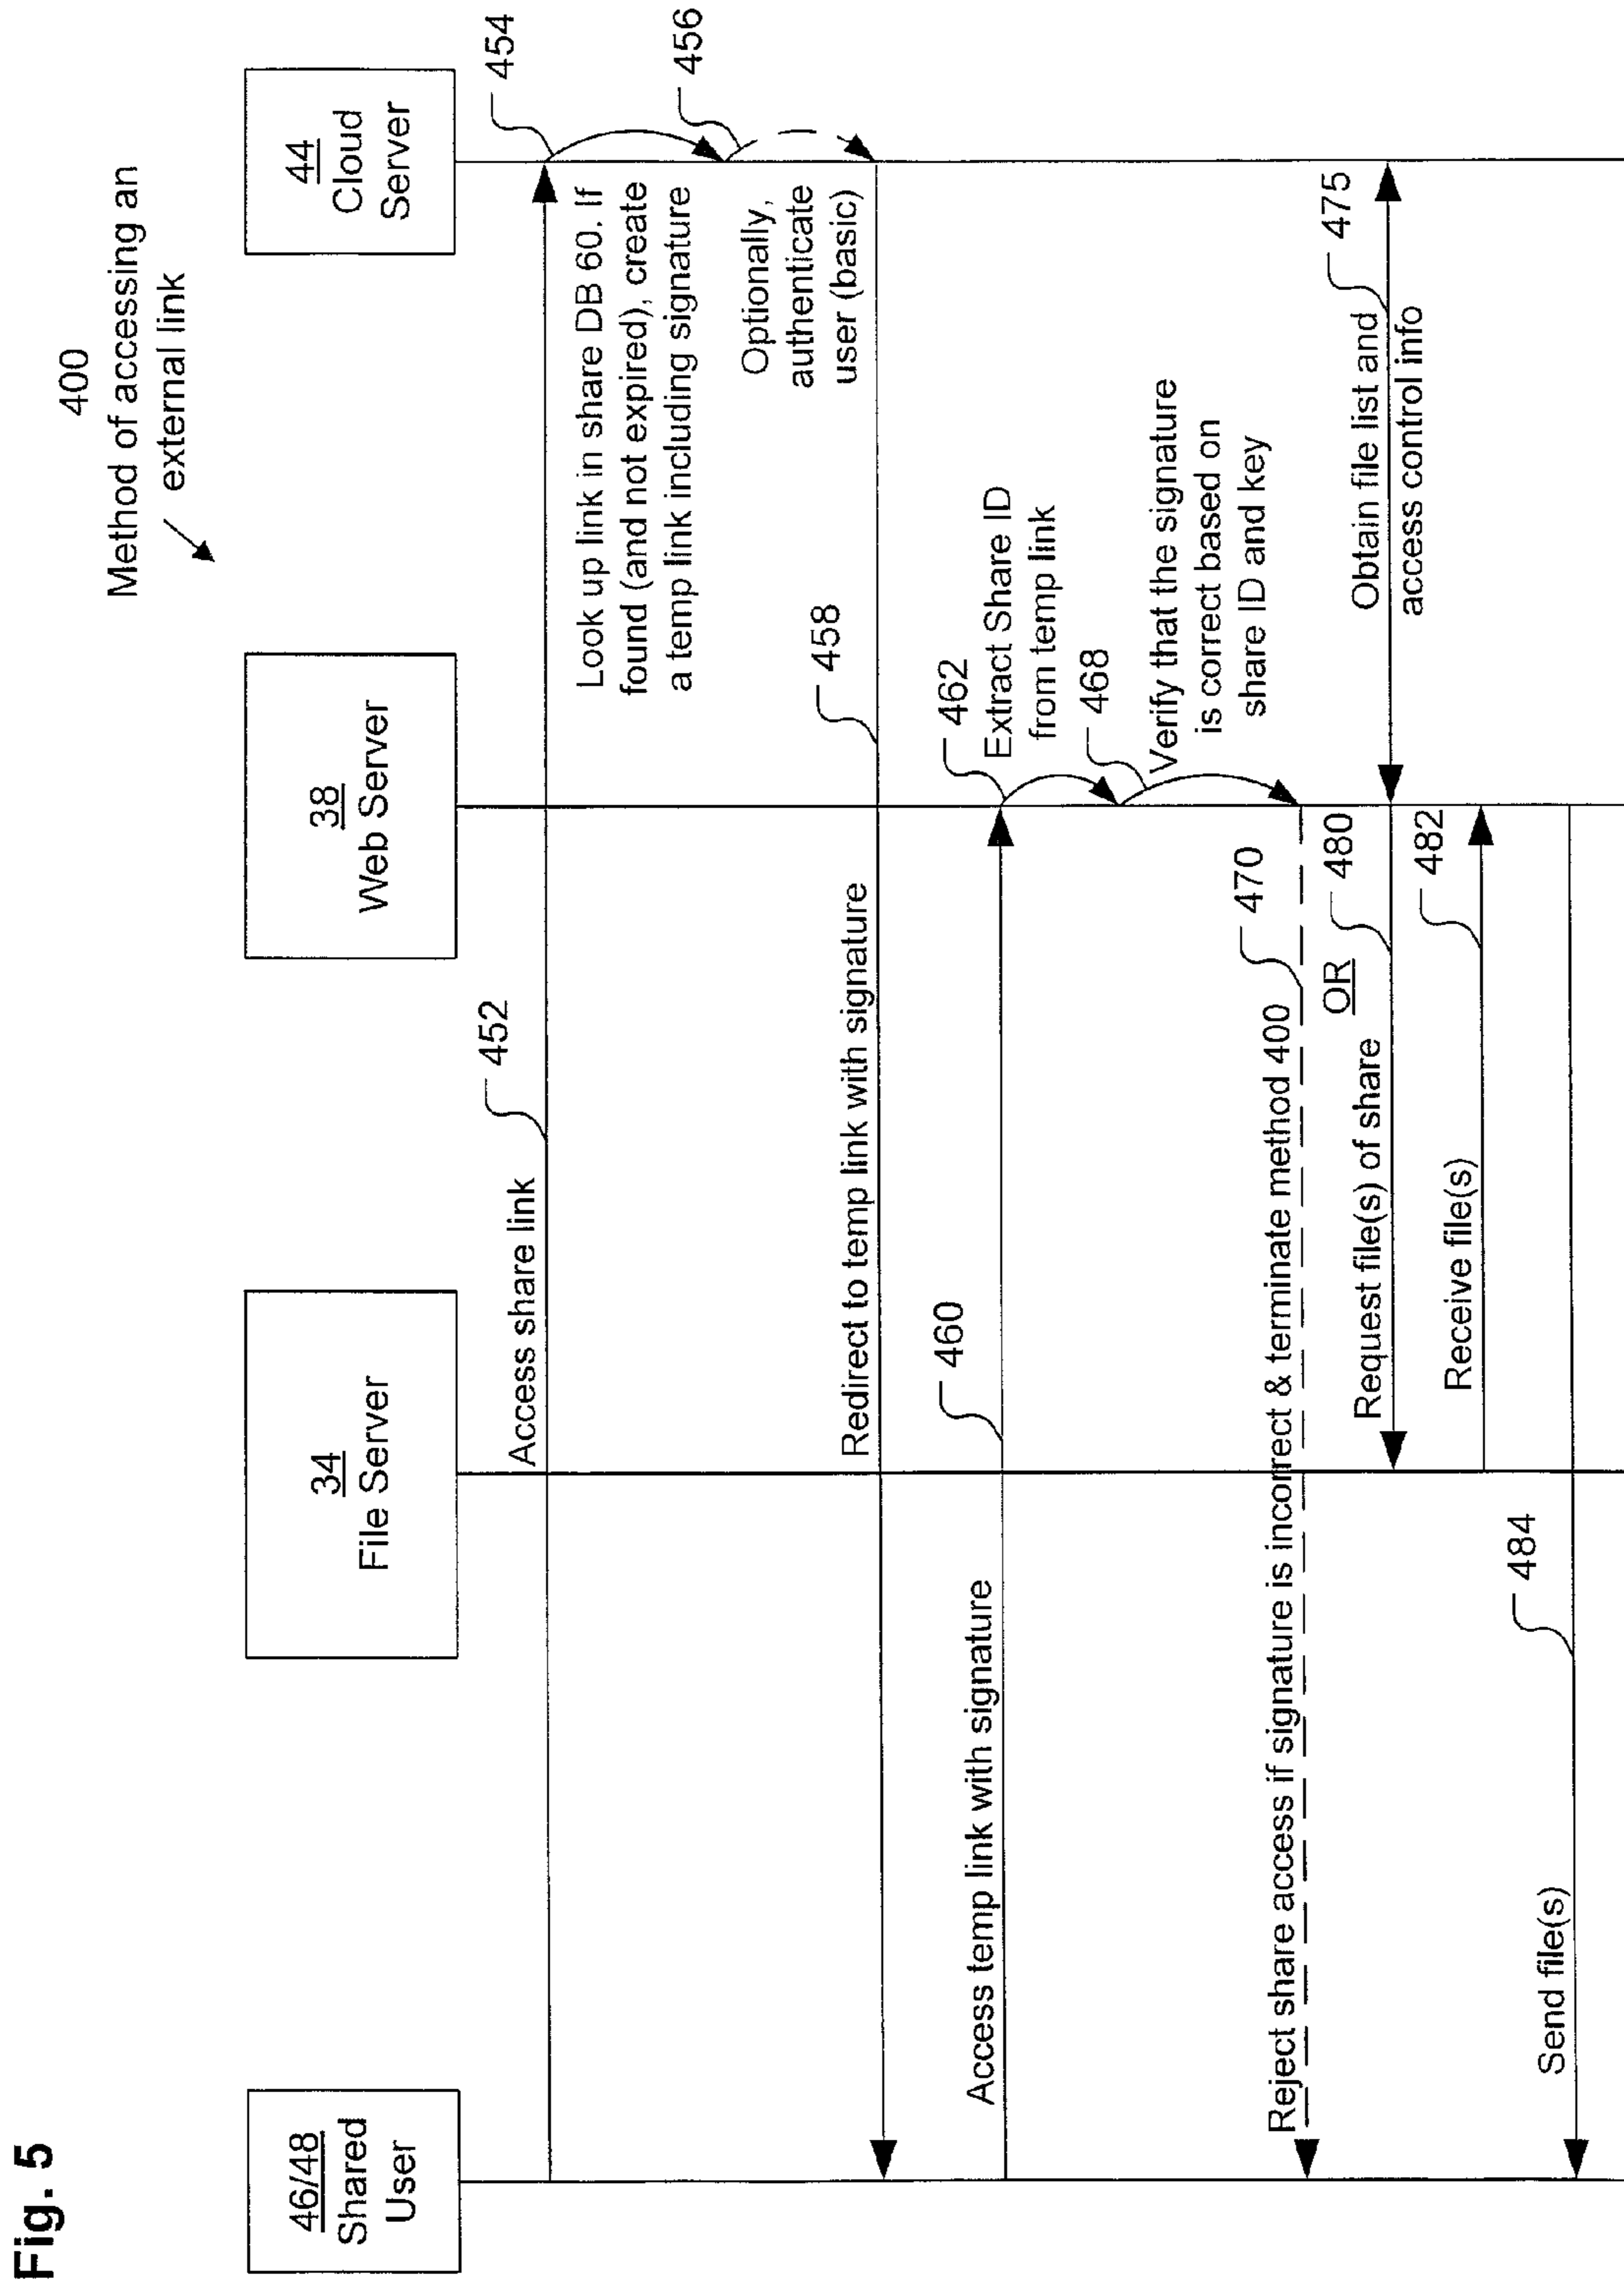 Fig. 5
400
Method of accessing an
external link
46/48
Shared
User
34
File Server
38
Web Server
44
Cloud
Server
Access share link
452
454
Look up link in share DB 60. If
found (and not expired), create
a temp link including signature
456
Optionally,
authenticate
user (basic)
Redirect to temp link with signature
458
Access temp link with signature
460
462
Extract Share ID
from temp link
468
Verify that the signature
is correct based on
share ID and key
Reject share access if signature is incorrect & terminate method 400
470
OR
Request file(s) of share
480
Obtain file list and
access control info
475
Receive file(s)
482
Send file(s)
484